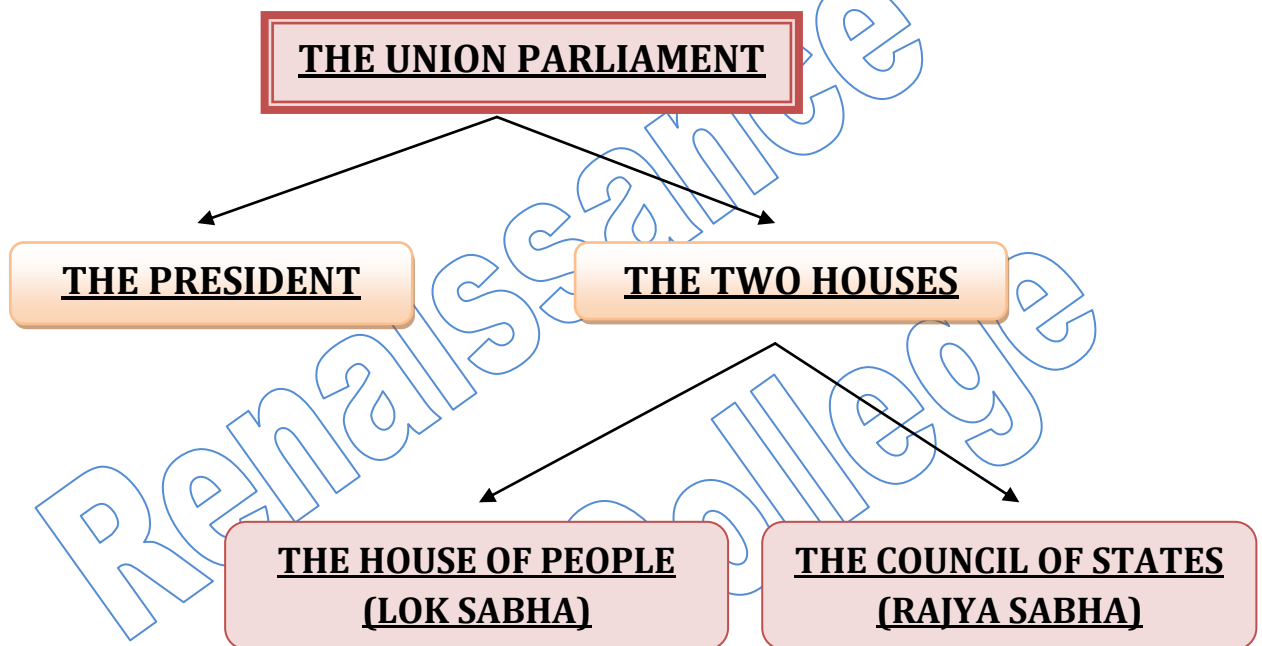 THE UNION PARLIAMENT
THE PRESIDENT
THE TWO HOUSES
THE HOUSE OF PEOPLE
(LOK SABHA)
THE COUNCIL OF STATES
(RAJYA SABHA)
Renaissance
College